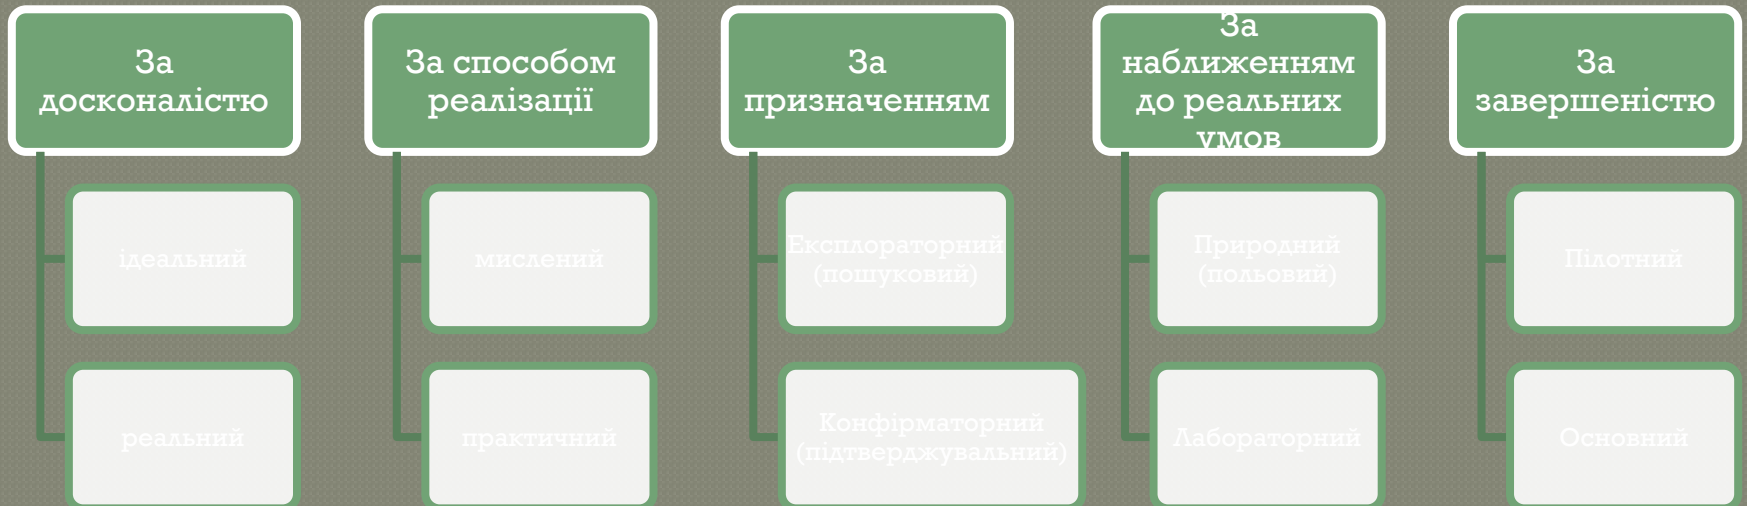 За
досконалістю
ідеальний
реальний
За способом
реалізації
мислений
практичний
За
призначенням
Експлораторний
(пошуковий)
Конфірматорний
(підтверджувальний)
За
наближенням
до реальних
умов
Природний
(польовий)
Лабораторний
За
завершеністю
Пілотний
Основний